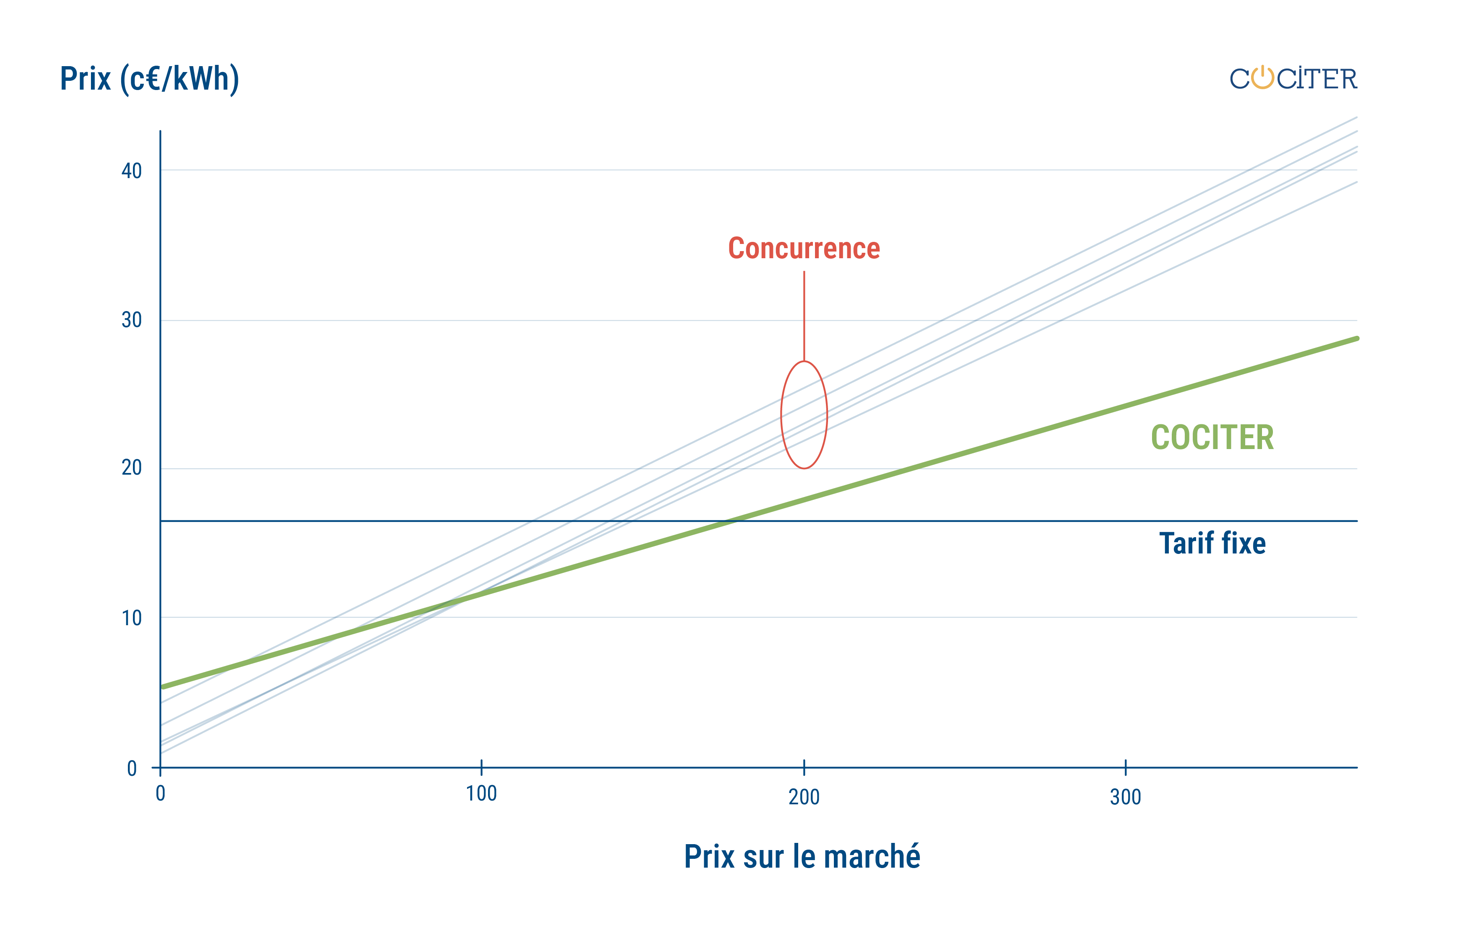 Prix (c€/kWh)
COCITER
40
Concurrence
30
COCITER
20
Tarif fixe
10
0
0
100
200
300
Prix sur le marché